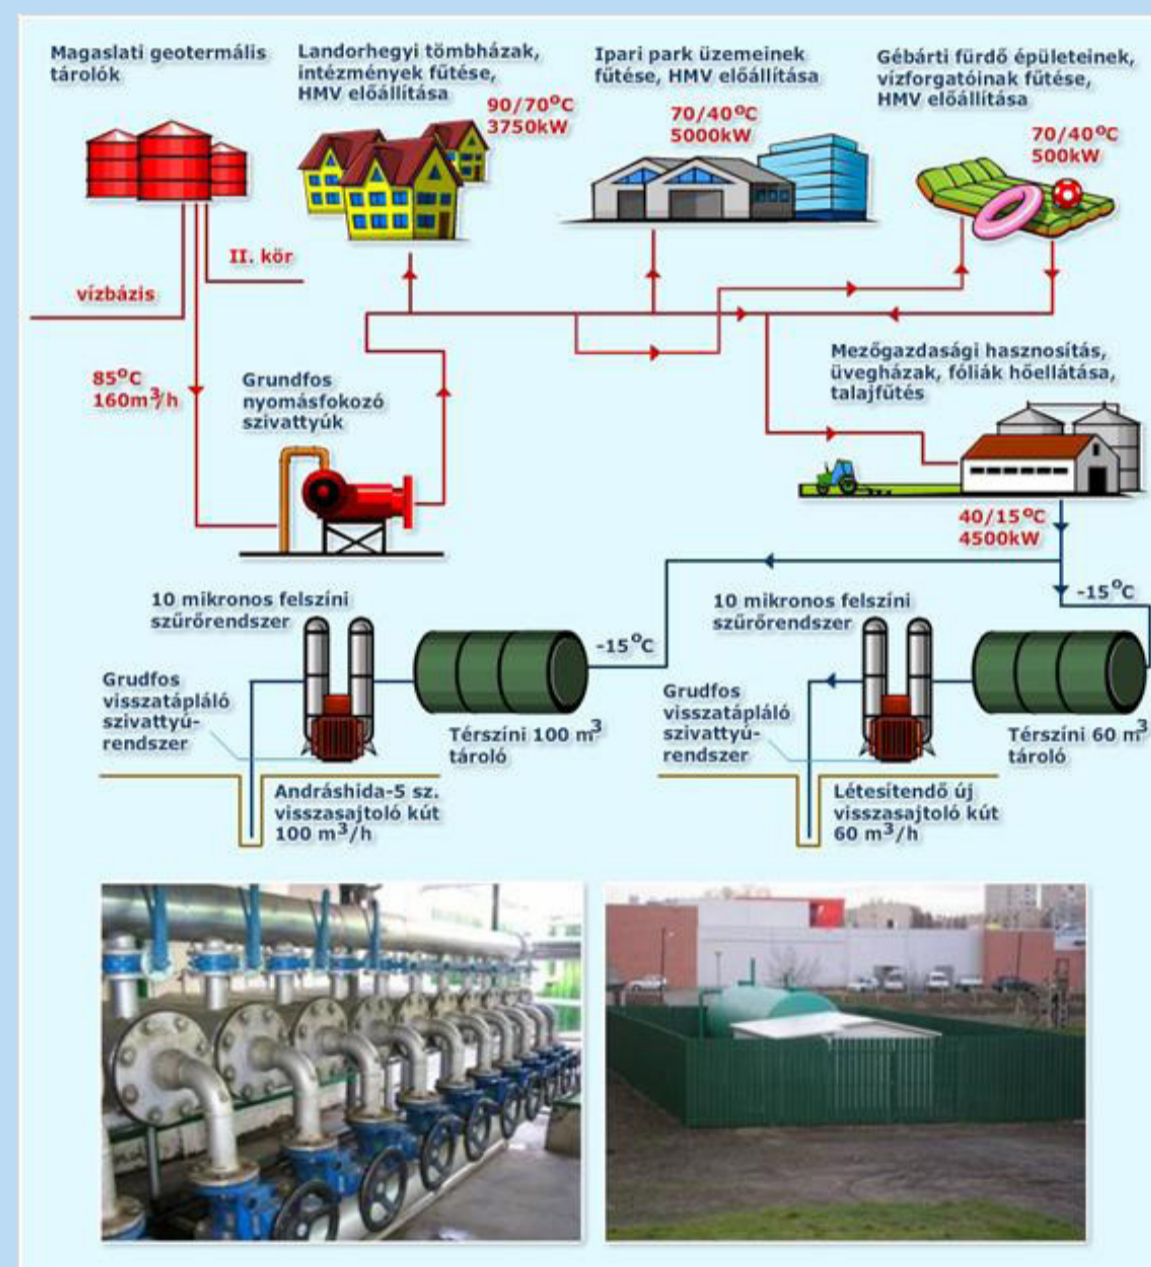 Magaslati geotermális
tárolók
Landorhegyi tömbházak,
intézmények fűtése,
HMV előállítása
90/70°C
3750kW
Ipari park üzemeinek
fűtése, HMV előállítása
70/40°C
5000kW
Gébárti fürdő épületeinek,
vízforgatóinak fűtése,
HMV előállítása
70/40°C
500kW
II. kör
vízbázis
85°C
160m³/h
Grundfos
nyomásfokozó
szivattyúk
Mezőgazdasági hasznosítás,
üvegházak, fóliák hőellátása,
talajfűtés
40/15°C
4500kW
10 mikronos felszíni
szűrőrendszer
-15°C
Grudfos
visszatápláló
szivattyú-
rendszer
Térszíni 100 m³
tároló
Andráshida-5 sz.
visszasajtoló kút
100 m³/h
10 mikronos felszíni
szűrőrendszer
-15°C
Grudfos
visszatápláló
szivattyú-
rendszer
Térszíni 60 m³
tároló
Létesítendő új
visszasajtoló kút
60 m³/h